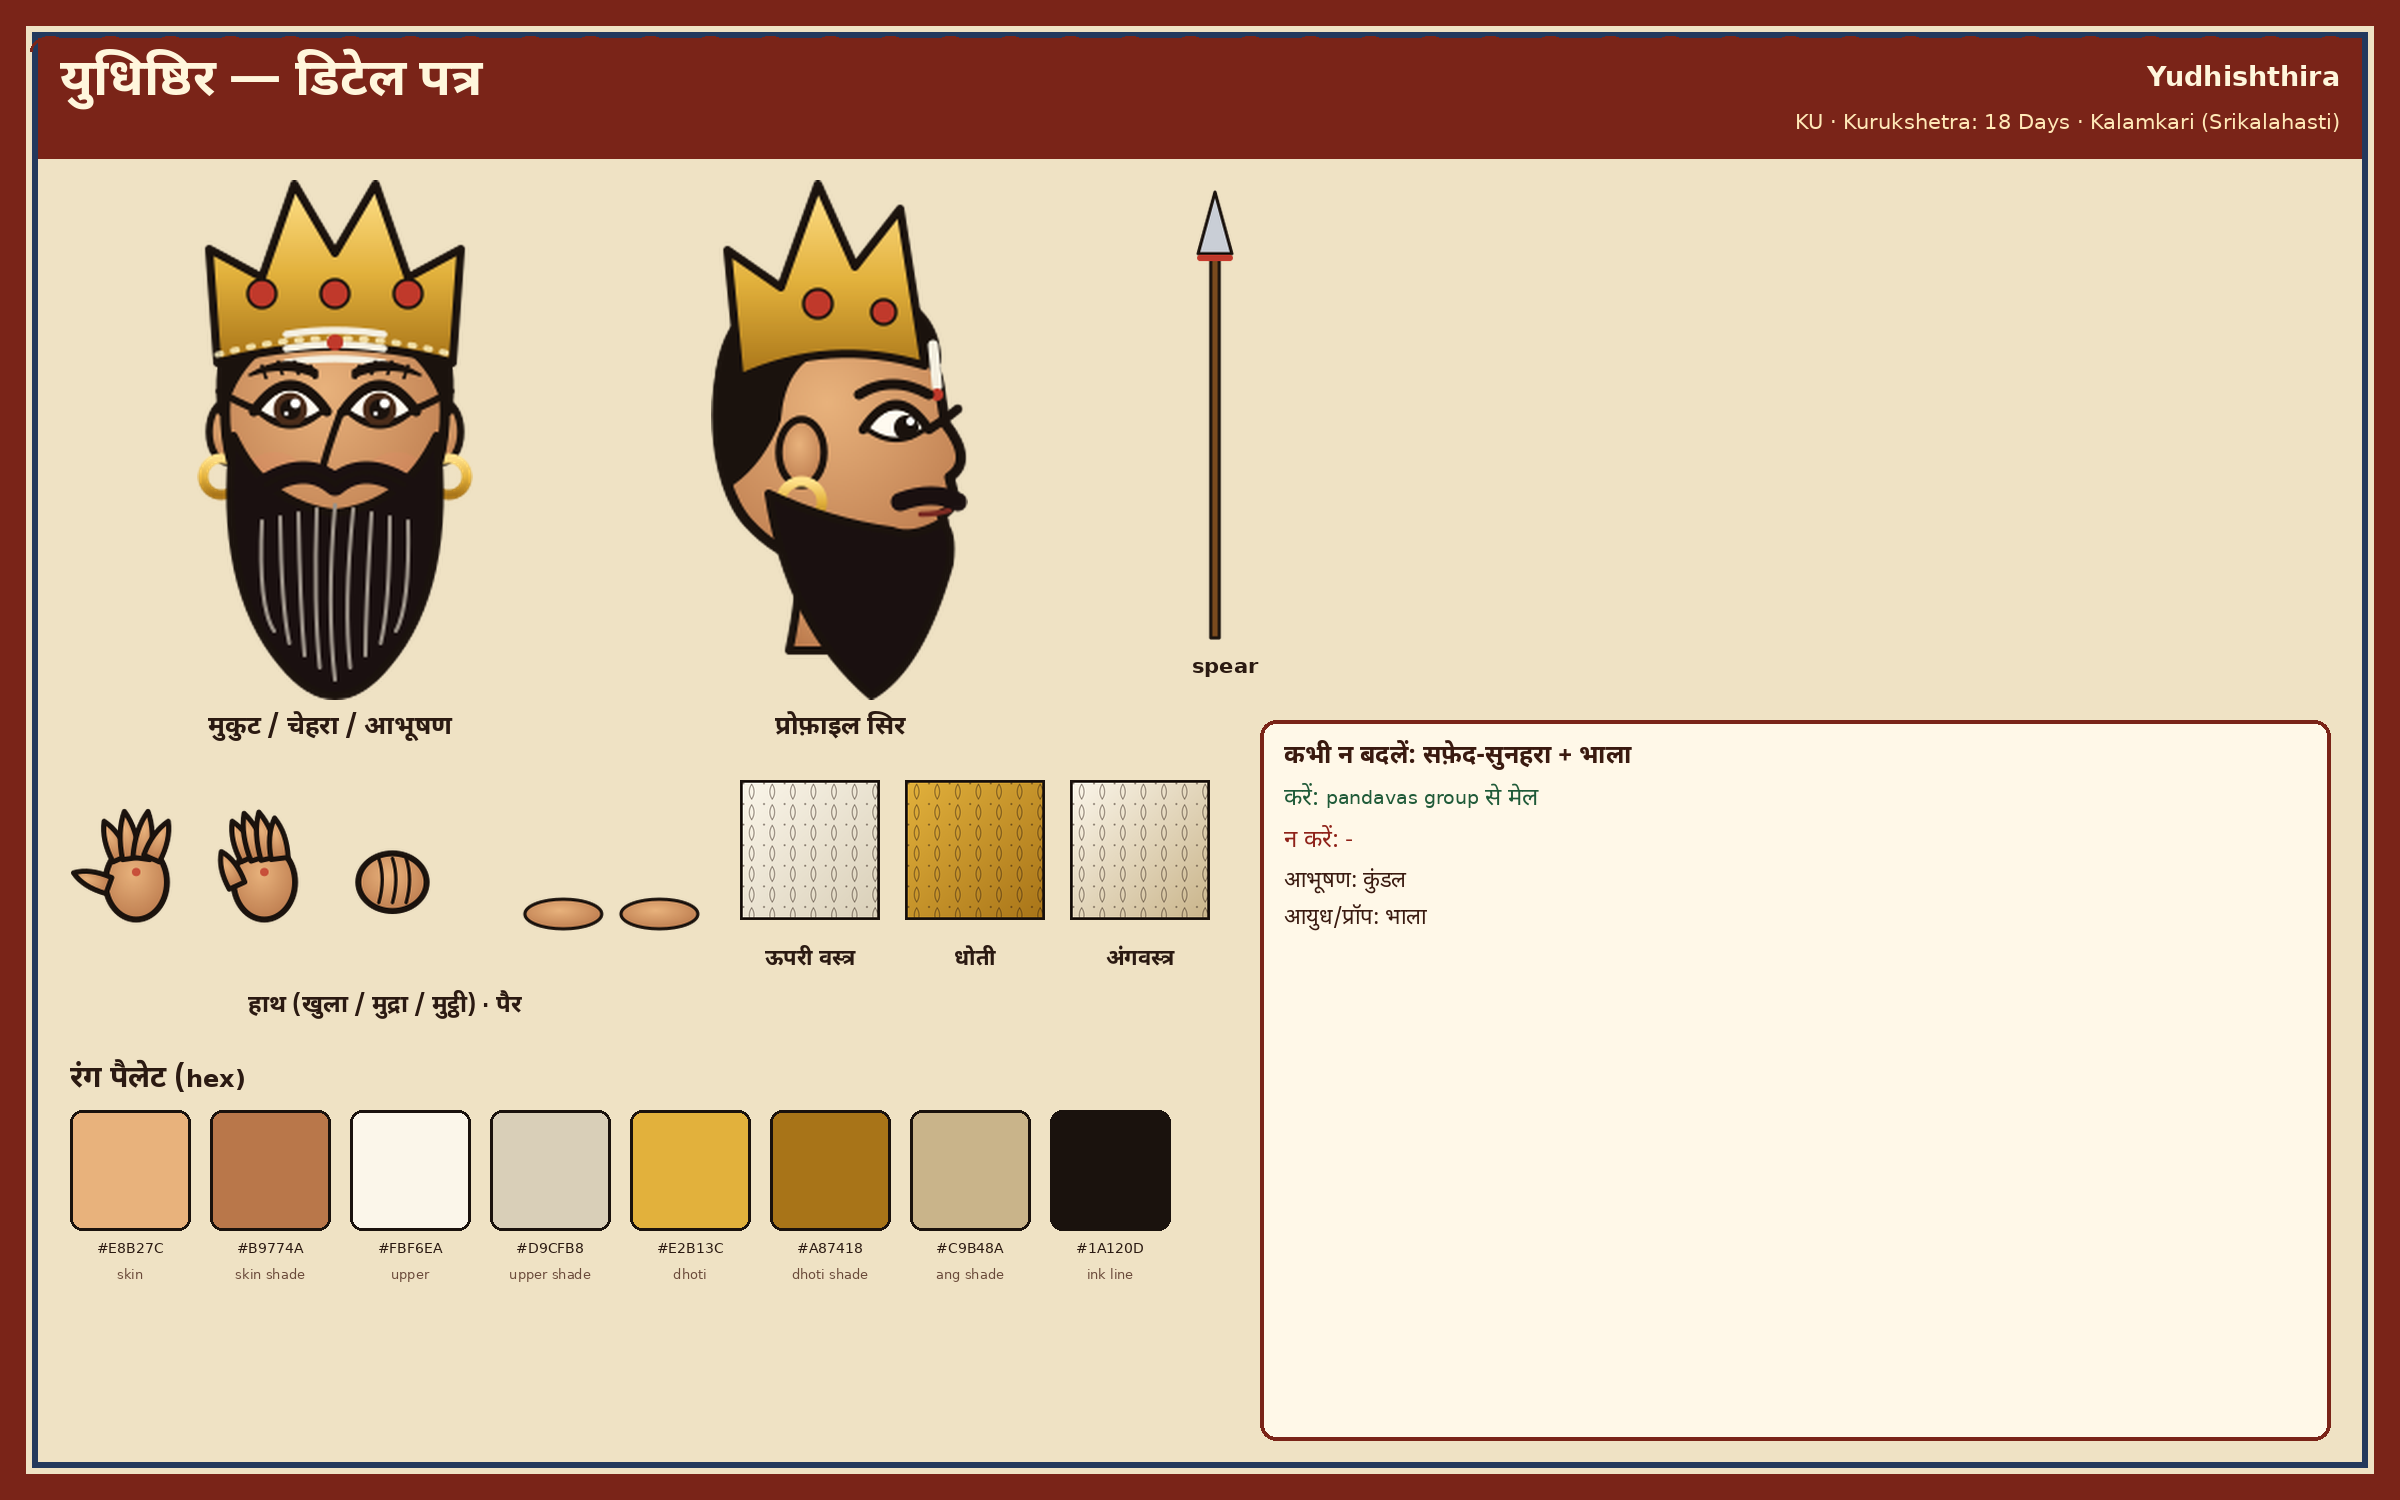 युधिष्ठिर — डिटेल पत्र
Yudhishthira
KU · Kurukshetra: 18 Days · Kalamkari (Srikalahasti)
spear
मुकुट / चेहरा / आभूषण
प्रोफ़ाइल सिर
कभी न बदलें: सफ़ेद-सुनहरा + भाला
करें: pandavas group से मेल
न करें: -
आभूषण: कुंडल
आयुध/प्रॉप: भाला
ऊपरी वस्त्र
धोती
अंगवस्त्र
हाथ (खुला / मुद्रा / मुट्ठी) · पैर
रंग पैलेट (hex)
#E8B27C
#B9774A
#FBF6EA
#D9CFB8
#E2B13C
#A87418
#C9B48A
#1A120D
skin
skin shade
upper
upper shade
dhoti
dhoti shade
ang shade
ink line